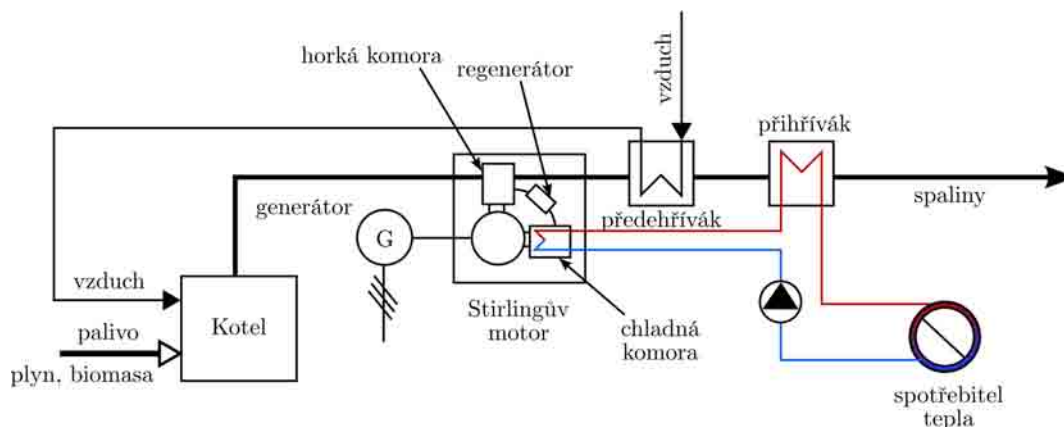 horká komora
regenerátor
vzduch
přihřívák
generátor
předehřívák
spaliny
G
vzduch
Kotel
Stirlingův
motor
chladná
komora
palivo
plyn, biomasa
spotřebitel
tepla